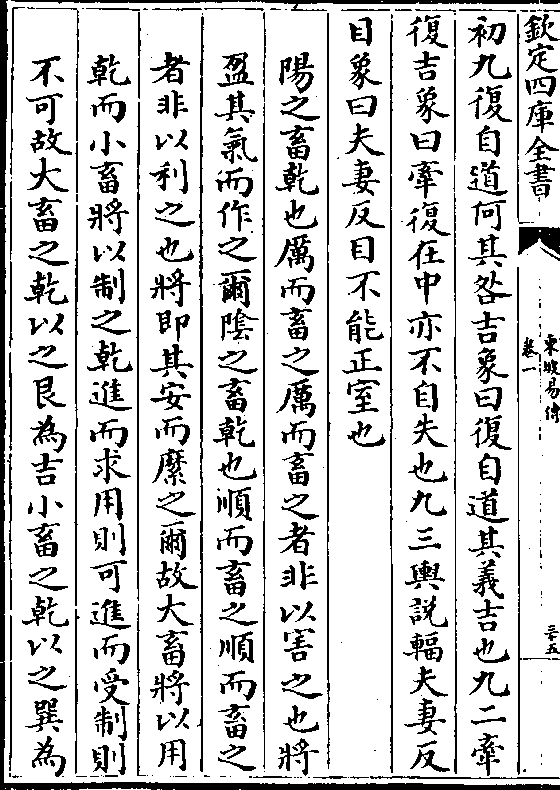 欽定四庫全書
東坡易傳
卷一
三五
初九復自道何其咎吉象曰復自道其義吉也九二牽
復吉象曰牽復在中亦不自失也九三輿説輻夫妻反
目象曰夫妻反目不能正室也
陽之畜乾也厲而畜之厲而畜之者非以害之也將
盈其氣而作之爾隂之畜乾也順而畜之順而畜之
者非以利之也將即其安而縻之爾故大畜將以用
乾而小畜將以制之乾進而求用則可進而受制則
不可故大畜之乾以之艮為吉小畜之乾以之巽為